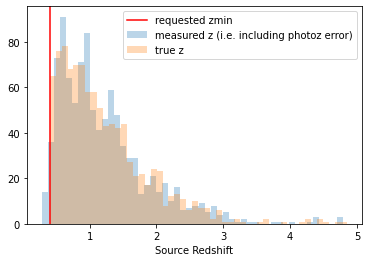 requested zmin
measured z (i.e. including photoz error)
true z
80
60
40
20
0
1 2 3 4 5
Source Redshift